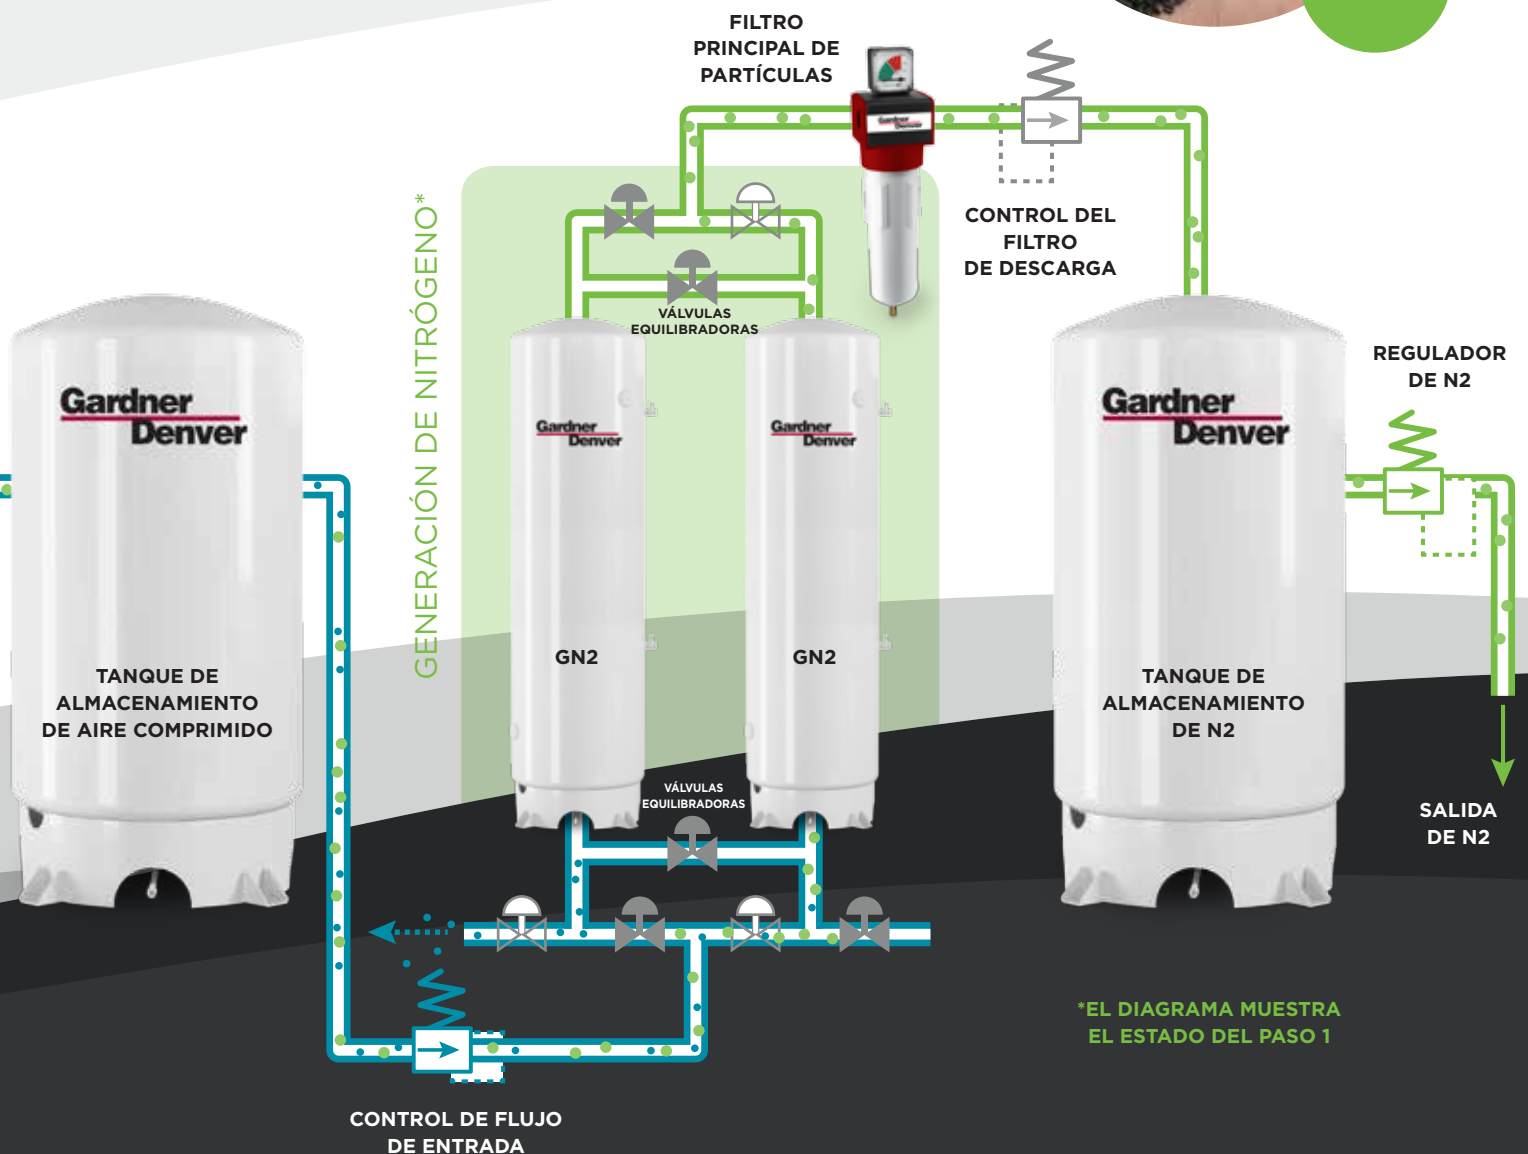 FILTRO
PRINCIPAL DE
PARTÍCULAS
Gardner
Denver
CONTROL DEL
FILTRO
DE DESCARGA
GENERACIÓN DE NITRÓGENO*
VÁLVULAS
EQUILIBRADORAS
REGULADOR
DE N2
Gardner
Denver
TANQUE DE
ALMACENAMIENTO
DE AIRE COMPRIMIDO
Gardner
Denver
GN2
Gardner
Denver
GN2
Gardner
Denver
TANQUE DE
ALMACENAMIENTO
DE N2
VÁLVULAS
EQUILIBRADORAS
SALIDA
DE N2
*EL DIAGRAMA MUESTRA
EL ESTADO DEL PASO 1
CONTROL DE FLUJO
DE ENTRADA